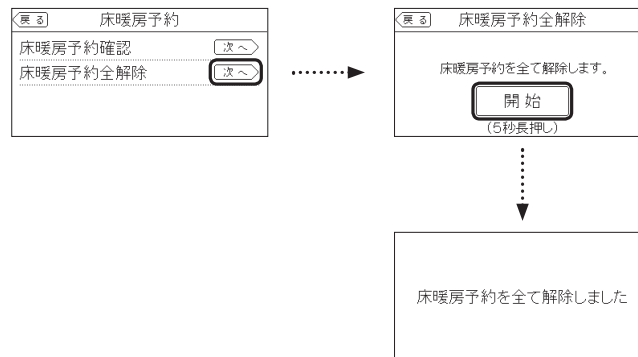 戻る 床暖房予約
床暖房予約確認 次へ
床暖房予約全解除 次へ
戻る 床暖房予約全解除
床暖房予約を全て解除します。
開始
(5秒長押し)
床暖房予約を全て解除しました